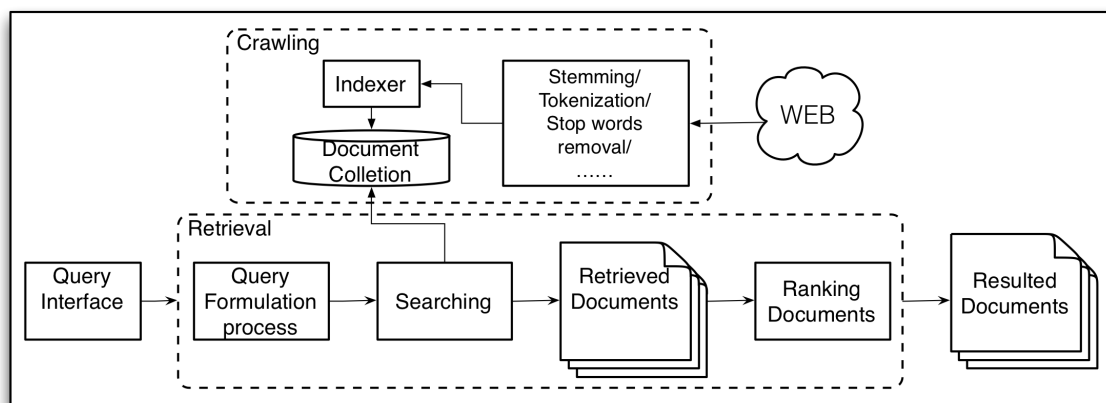 Crawling
Indexer
Document
Colletion
Stemming/
Tokenization/
Stop words
removal/
......
WEB
Retrieval
Query
Interface
Query
Formulation
process
Searching
Retrieved
Documents
Ranking
Documents
Resulted
Documents